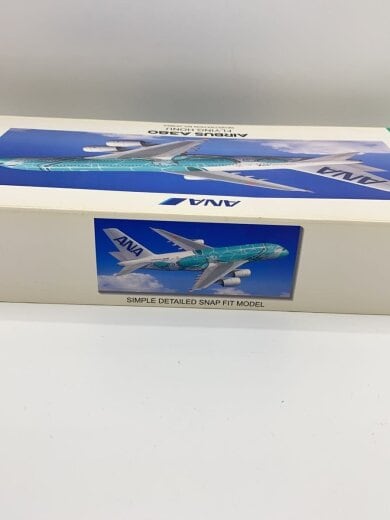 AIRBUS A380
FLYING HONU
ANA
ANA
ANA
SIMPLE DETAILED SNAP FIT MODEL